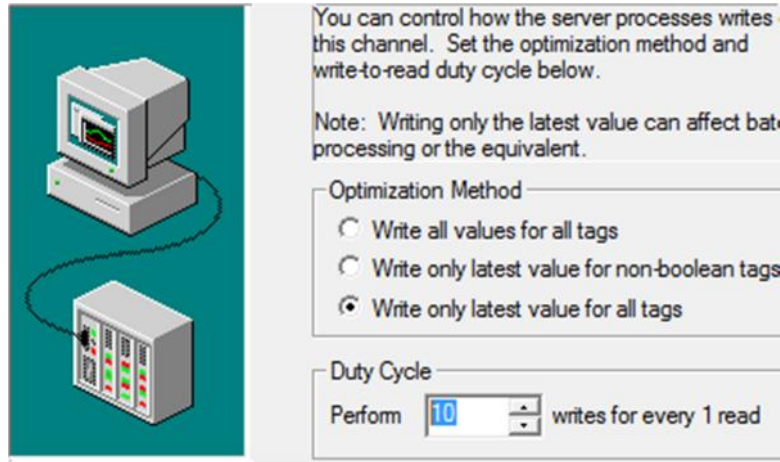 You can control how the server processes writes
this channel. Set the optimization method and
write-to-read duty cycle below.
Note: Writing only the latest value can affect
processing or the equivalent.
Optimization Method
Write all values for all tags
Write only latest value for non-boolean tags
Write only latest value for all tags
Duty Cycle
Perform 10 writes for every 1 read